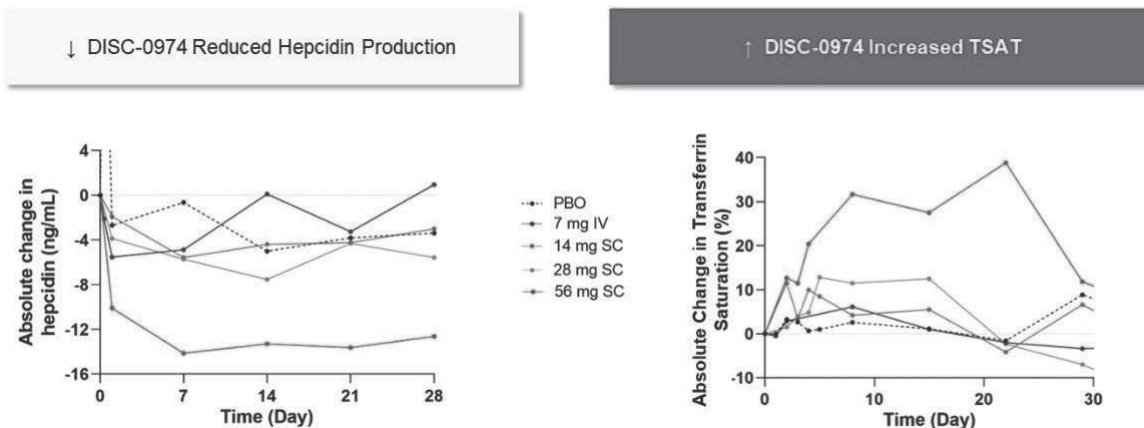 ↓ DISC-0974 Reduced Hepcidin Production
↑ DISC-0974 Increased TSAT
Absolute change in
hepcidin (ng/mL)
4
0
-4
-8
-12
-16
0 7 14 21 28
Time (Day)
PBO
7 mg IV
14 mg SC
28 mg SC
56 mg SC
Absolute Change in Transferrin
Saturation (%)
40
30
20
10
0
-10
0 10 20 30
Time (Day)